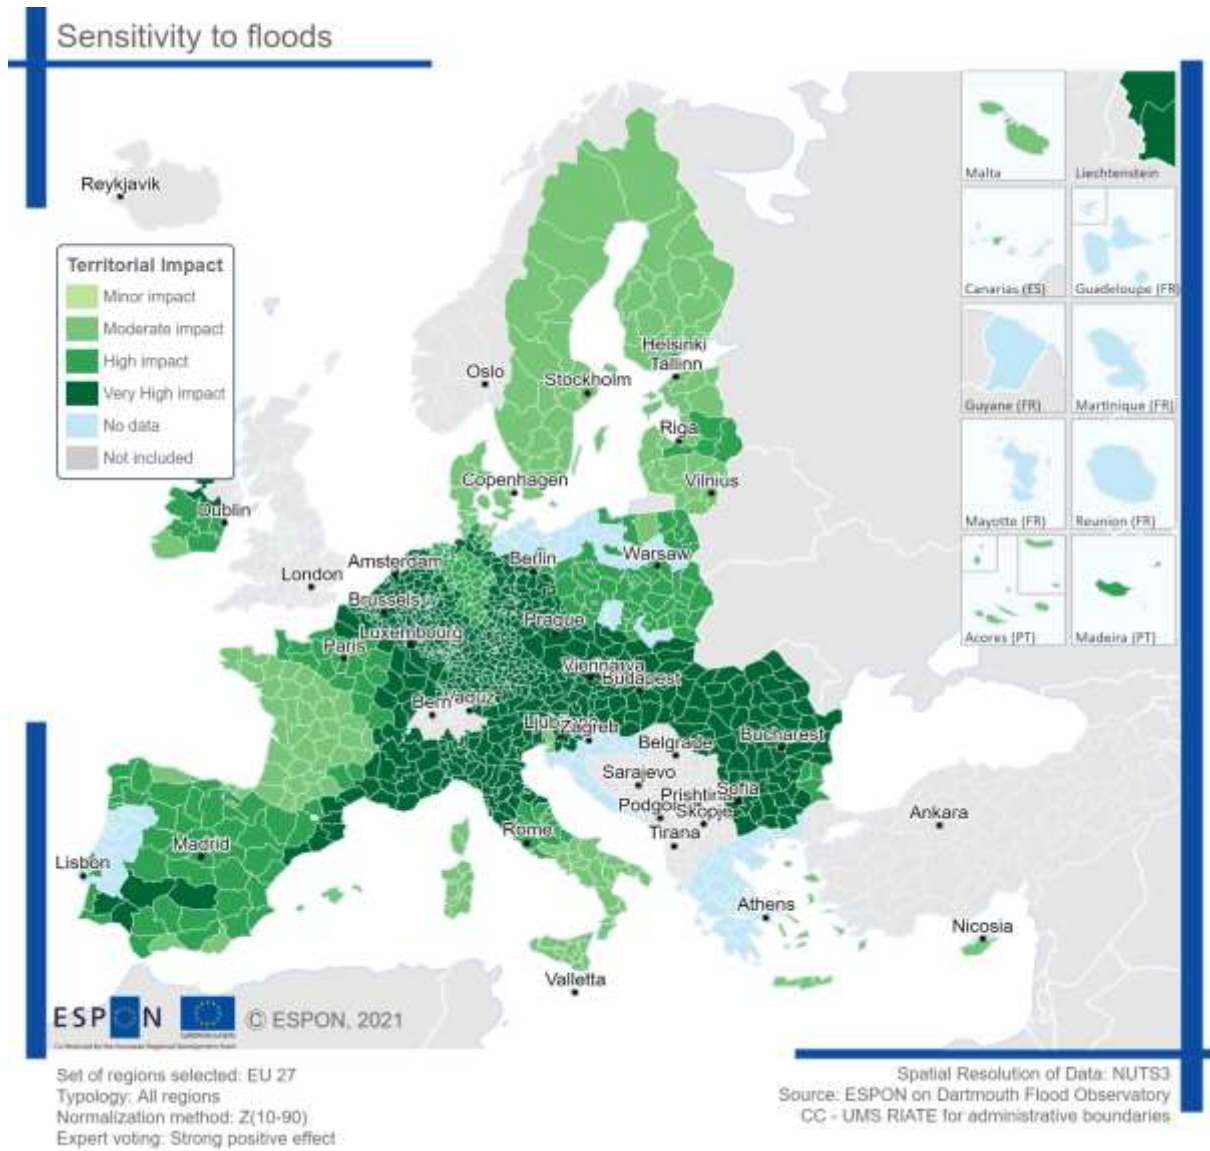 Sensitivity to floods
Reykjavik
Territorial Impact
Minor impact
Moderate impact
High impact
Very High impact
No data
Not included
Malta
Liechtenstein
Canarias (ES)
Guadeloupe (FR)
Guyane (FR)
Martinique (FR)
Mayotte (FR)
Reunion (FR)
Acores (PT)
Madeira (PT)
Helsinki
Tallinn
Oslo
Stockholm
Riga
Copenhagen
Vilnius
Dublin
Amsterdam
Berlin
Warsaw
London
Brussels
Prague
Luxembourg
Paris
Budapest
Bern
Vaduz
Zagreb
Belgrade
Bucharest
Sarajevo
Sofia
Skopje
Tirana
Rome
Madrid
Lisbon
Ankara
Athens
Nicosia
Valletta
ESPON
© ESPON, 2021
Set of regions selected: EU 27
Typology: All regions
Normalization method: Z(10-90)
Expert voting: Strong positive effect
Spatial Resolution of Data: NUTS3
Source: ESPON on Dartmouth Flood Observatory
CC - UMS RIATE for administrative boundaries